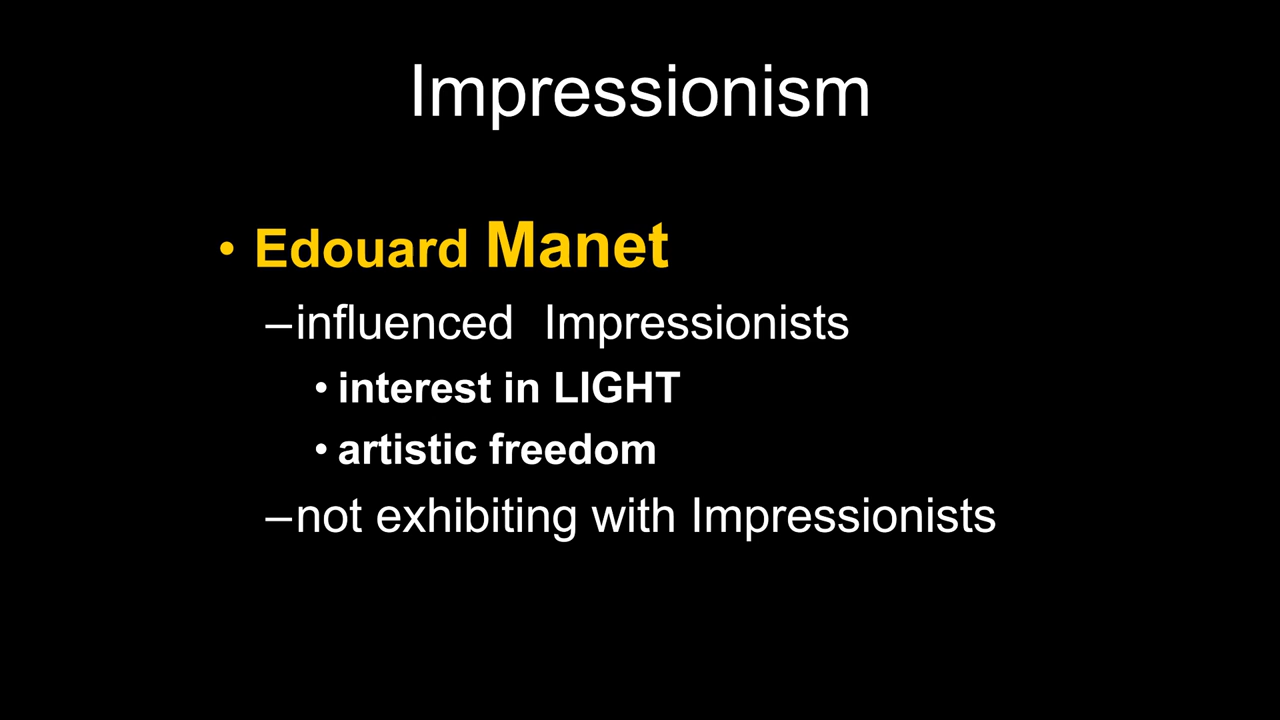 Impressionism
• Edouard Manet
–influenced Impressionists
• interest in LIGHT
• artistic freedom
–not exhibiting with Impressionists